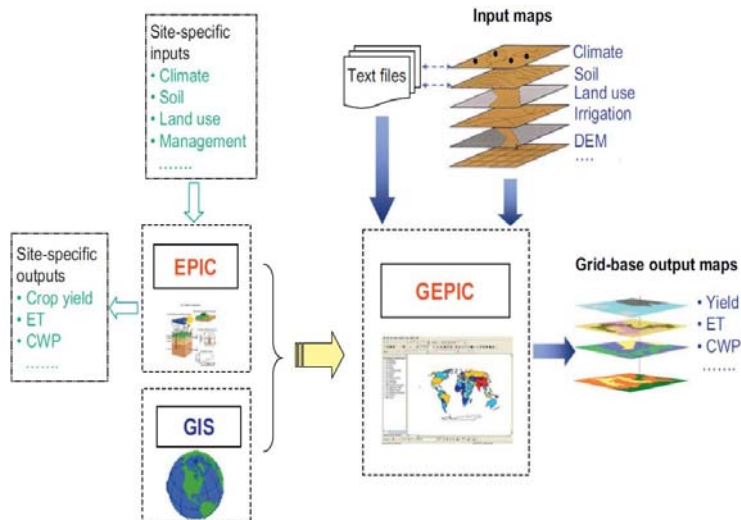 Site-specific
inputs
• Climate
• Soil
• Land use
• Management
.......
Input maps
Text files
Climate
Soil
Land use
Irrigation
DEM
....
Site-specific
outputs
• Crop yield
• ET
• CWP
.......
EPIC
GIS
GEPIC
Grid-base output maps
• Yield
• ET
• CWP
.......